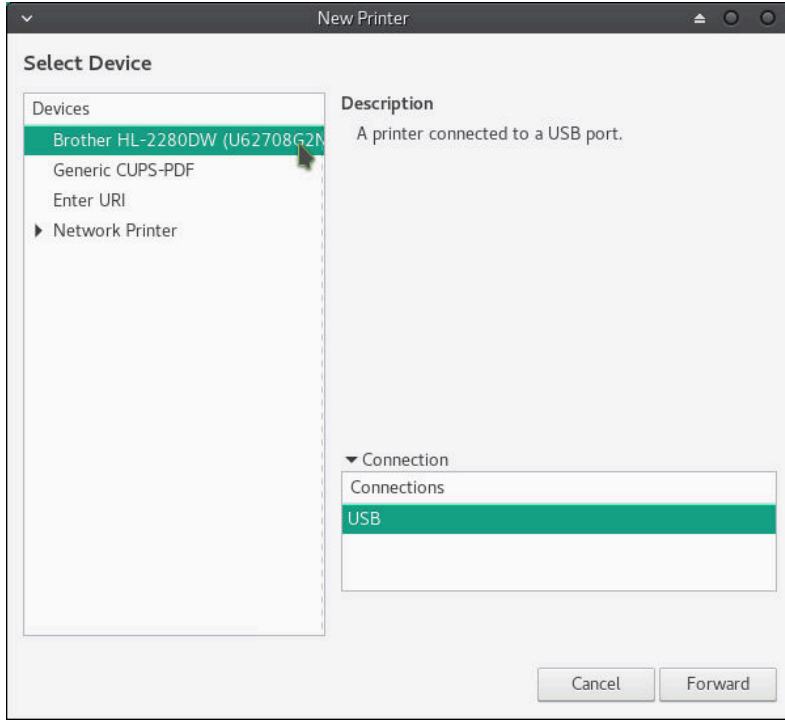 New Printer
Select Device
Devices
Brother HL-2280DW (U62708G2N
Generic CUPS-PDF
Enter URI
Network Printer
Description
A printer connected to a USB port.
Connection
Connections
USB
Cancel
Forward